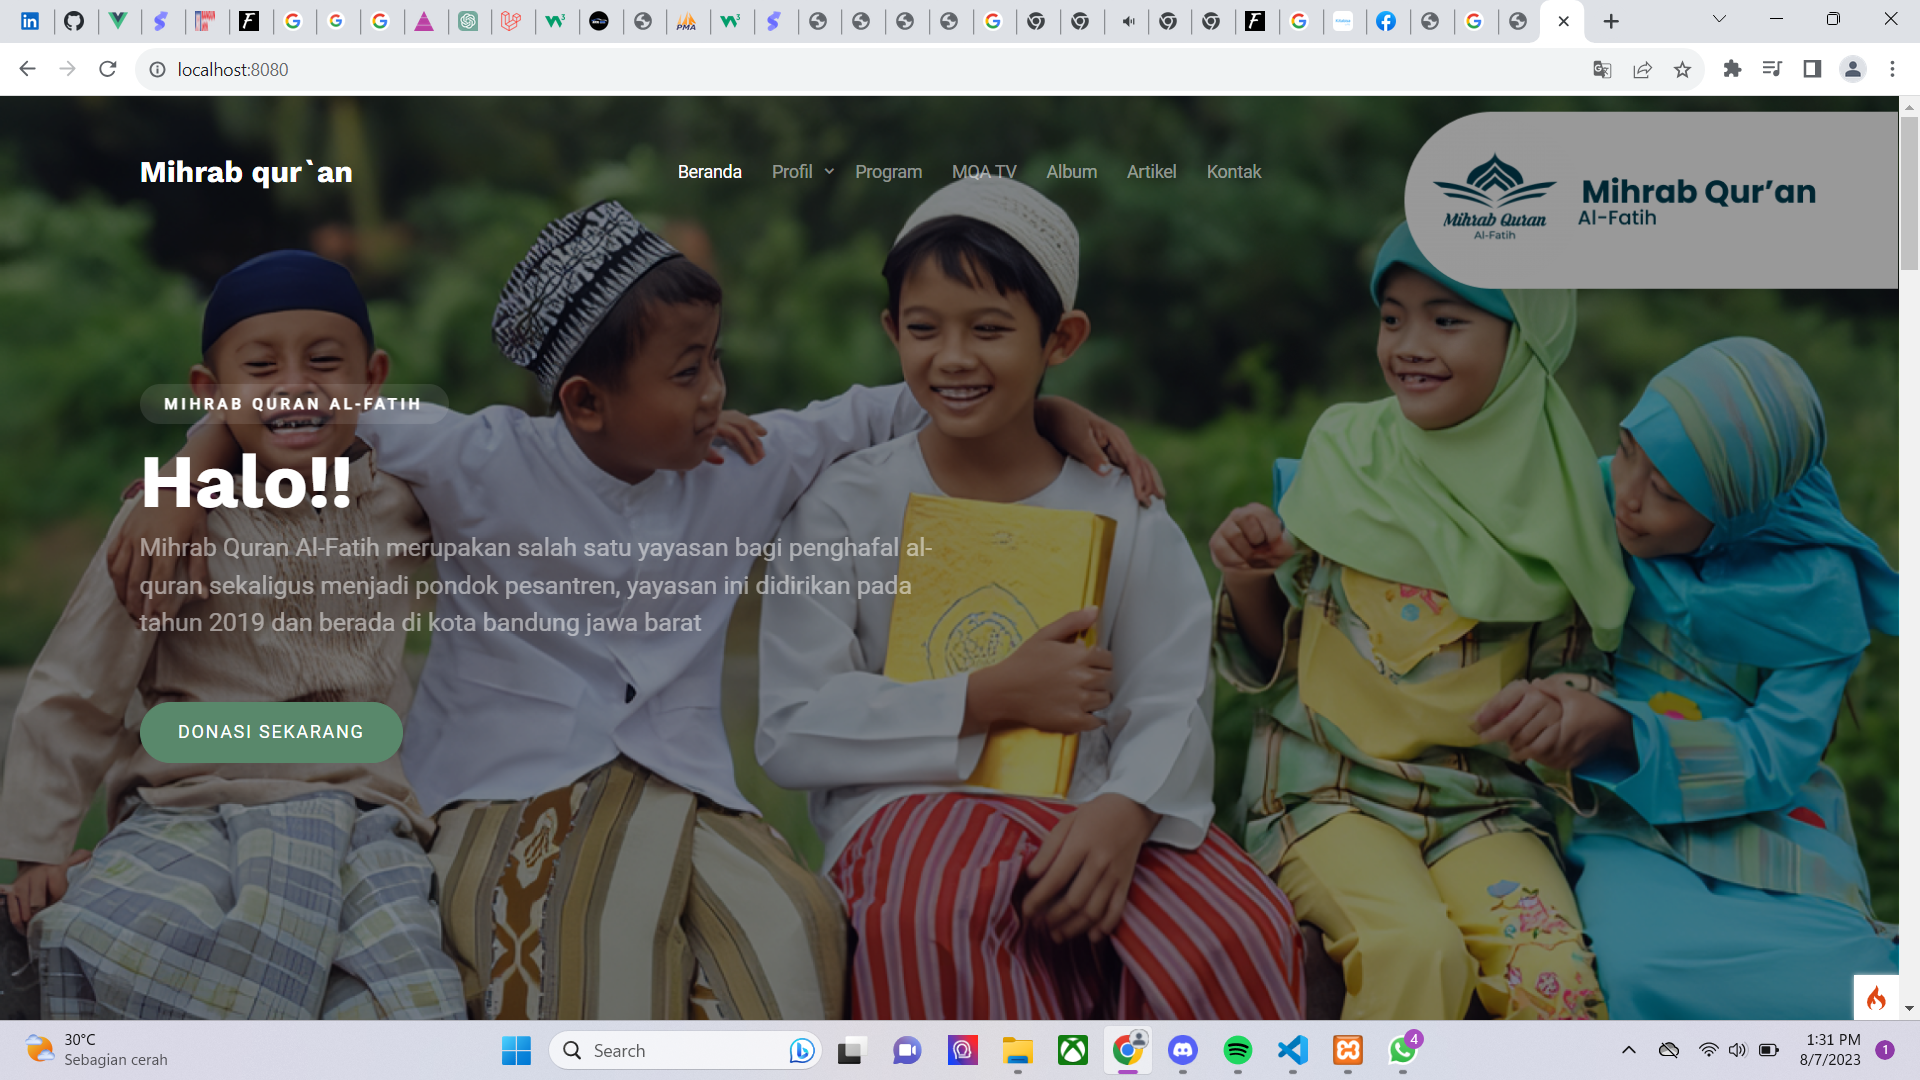 localhost:8080
Mihrab qur`an
Beranda
Profil
Program
MQA TV
Album
Artikel
Kontak
Mihrab Quran
Al-Fatih
Mihrab Qur’an
Al-Fatih
MIHRAB QURAN AL-FATIH
Halo!!
Mihrab Quran Al-Fatih merupakan salah satu yayasan bagi penghafal al-
quran sekaligus menjadi pondok pesantren, yayasan ini didirikan pada
tahun 2019 dan berada di kota bandung jawa barat
DONASI SEKARANG
30°C
Sebagian cerah
Search
4
1:31 PM
8/7/2023
1